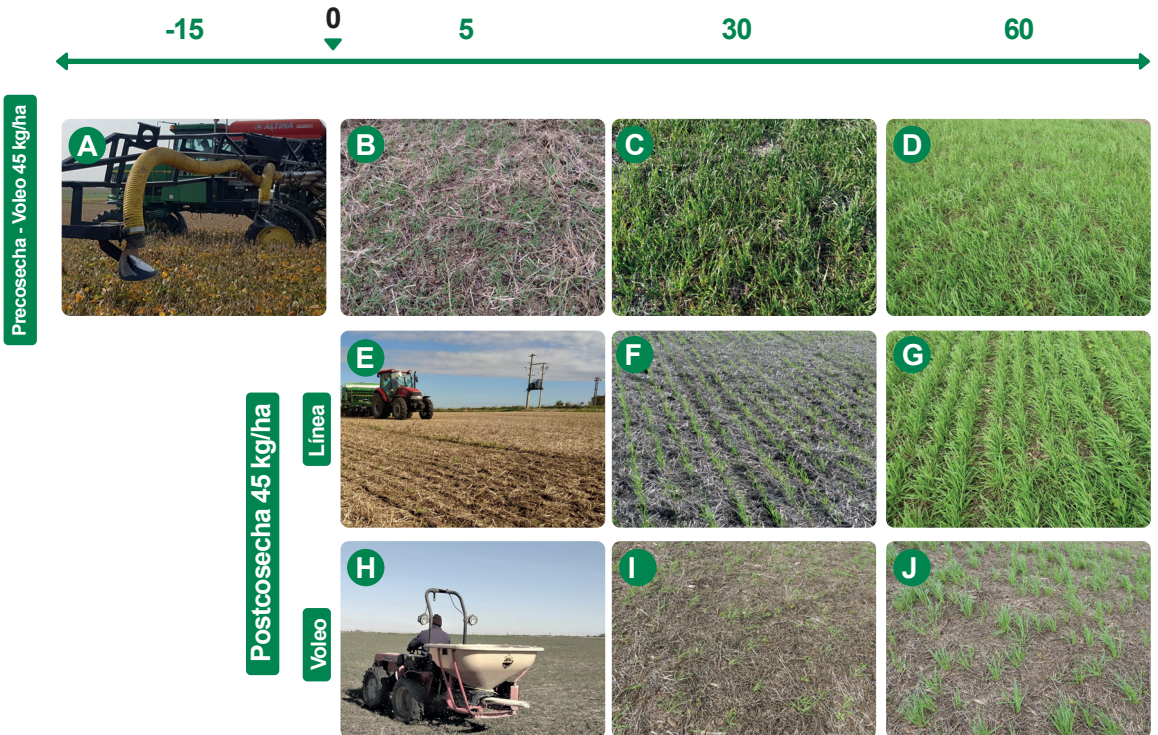 -15
0
5
30
60
Precosecha - Voleo 45 kg/ha
A
ALTINA
B
C
D
Postcosecha 45 kg/ha
Línea
E
F
G
Voleo
H
I
J